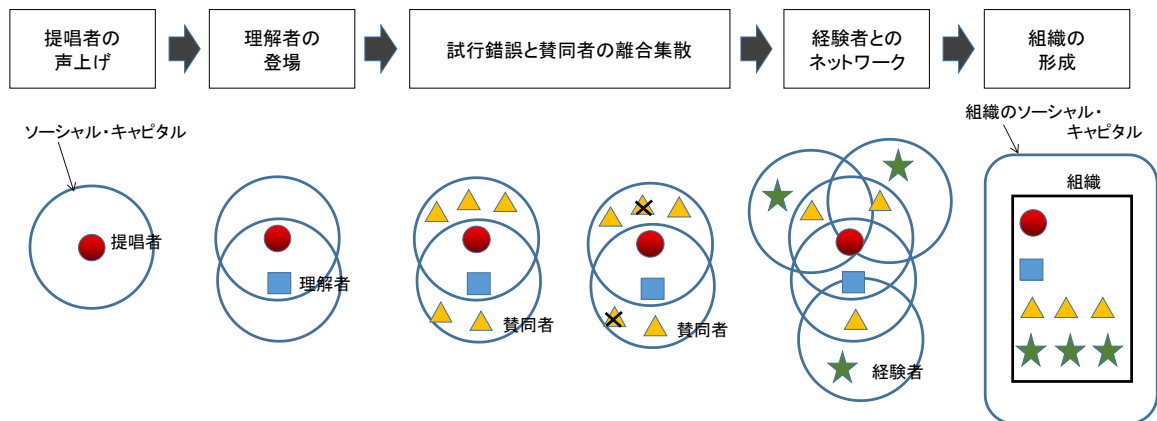 提唱者の
声上げ
理解者の
登場
試行錯誤と賛同者の離合集散
経験者との
ネットワーク
組織の
形成
ソーシャル・キャピタル
組織のソーシャル・
キャピタル
組織
提唱者
理解者
賛同者
賛同者
経験者